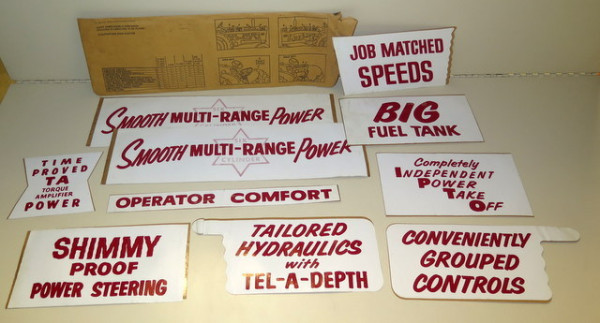 JOB MATCHED
SPEEDS
SMOOTH MULTI-RANGE POWER
BIG
FUEL TANK
SIX
CYLINDER
SMOOTH MULTI-RANGE POWER
TIME
PROVED
TA
TORQUE
AMPLIFIER
POWER
Completely
INDEPENDENT
POWER
TAKE
OFF
OPERATOR COMFORT
SHIMMY
PROOF
POWER STEERING
TAILORED
HYDRAULICS
with
TEL-A-DEPTH
CONVENIENTLY
GROUPED
CONTROLS